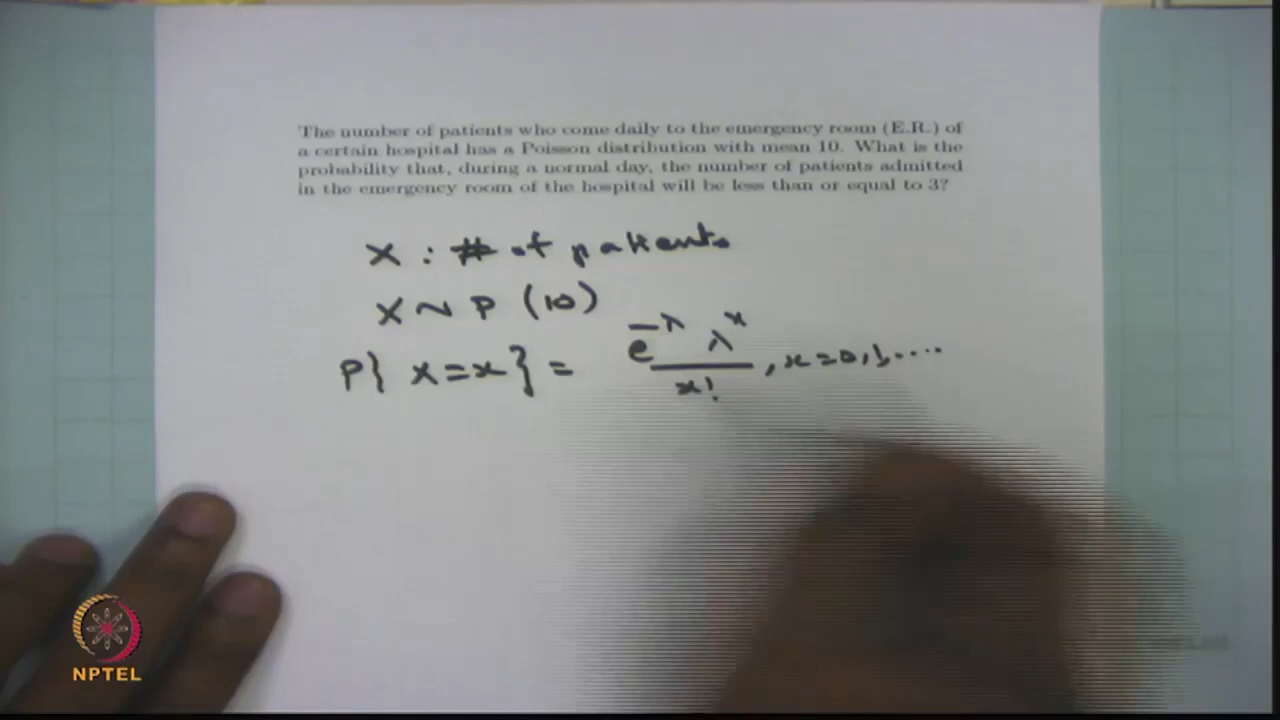 The number of patients who come daily to the emergency room (E.R.) of
a certain hospital has a Poisson distribution with mean 10. What is the
probability that, during a normal day, the number of patients admitted
in the emergency room of the hospital will be less than or equal to 3?
X : # of patients
X ~ P (10)
P{ X=x } = e^-λ λ^x / x! , x=0,1....
NPTEL